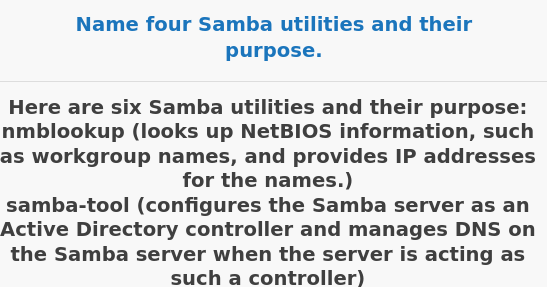 Name four Samba utilities and their
purpose.
Here are six Samba utilities and their purpose:
nmblookup (looks up NetBIOS information, such
as workgroup names, and provides IP addresses
for the names.)
samba-tool (configures the Samba server as an
Active Directory controller and manages DNS on
the Samba server when the server is acting as
such a controller)